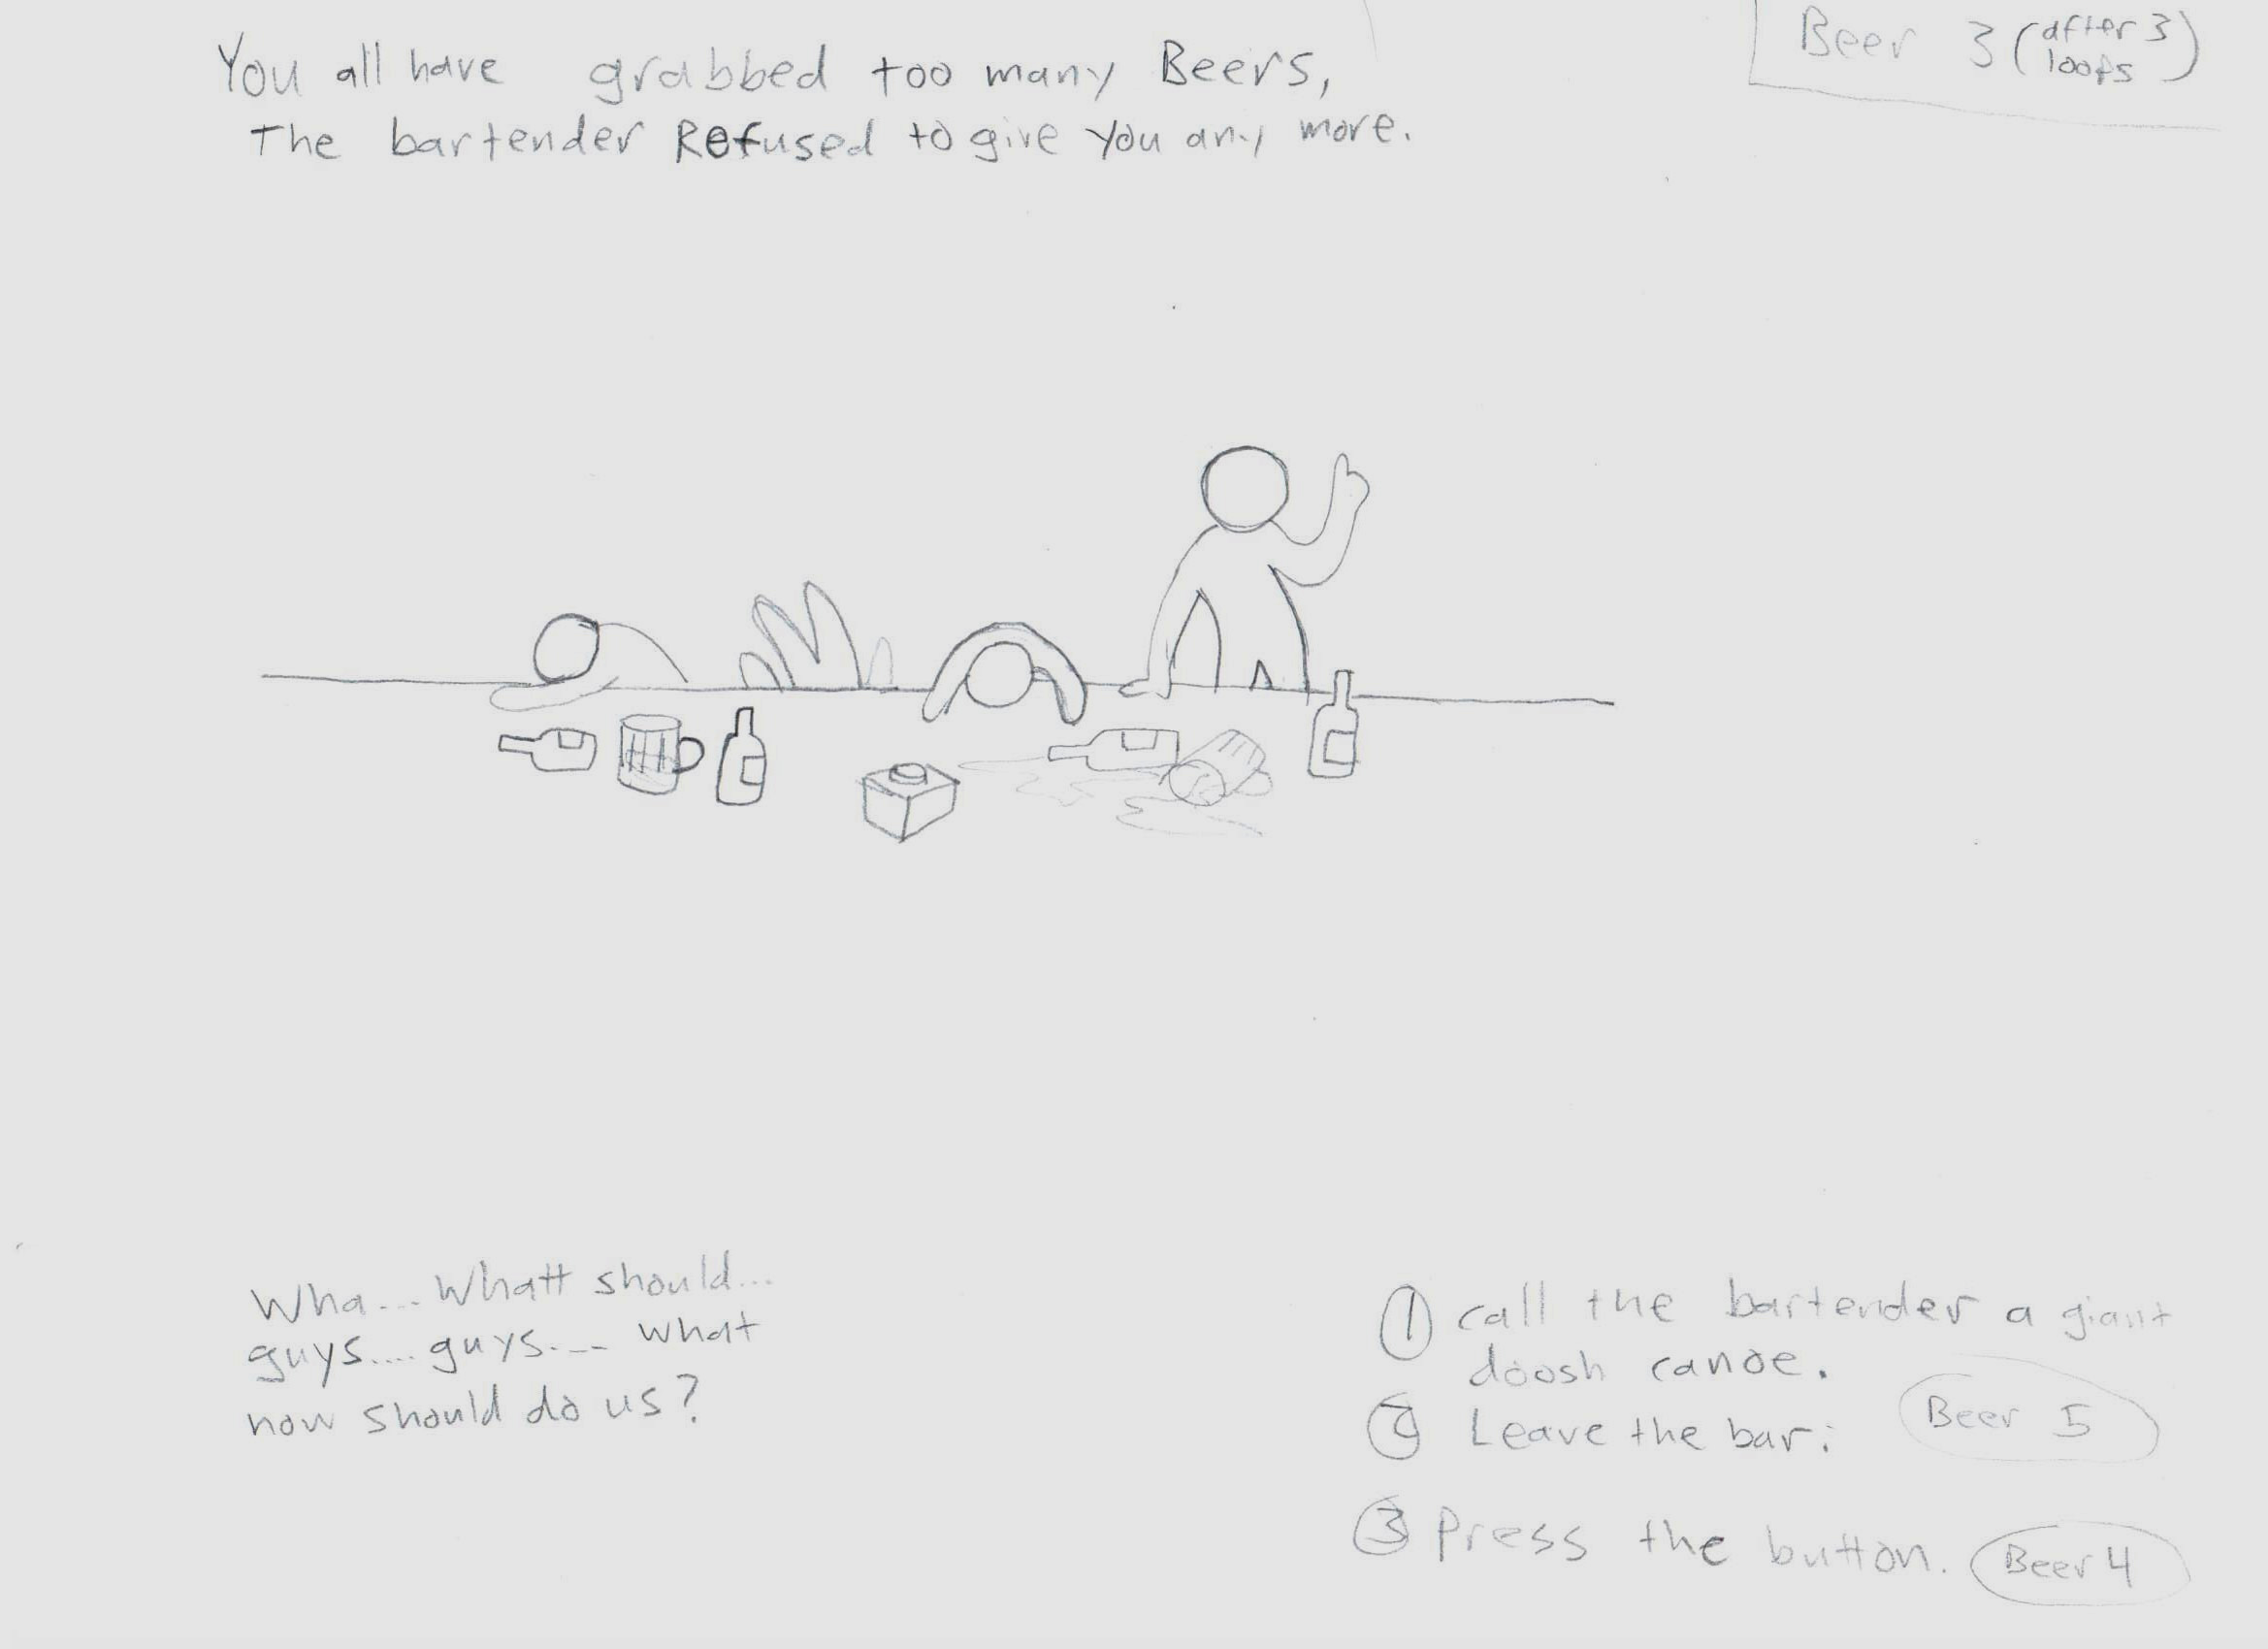 You all have grabbed too many Beers,
The bartender Refused to give You any more.
Beer 3 (after 3
loops)
Wha... Whatt should...
guys.... guys.... what
now should do us?
① call the bartender a giant
doosh canoe.
② Leave the bar.
Beer 5
③ Press the button.
Beer 4